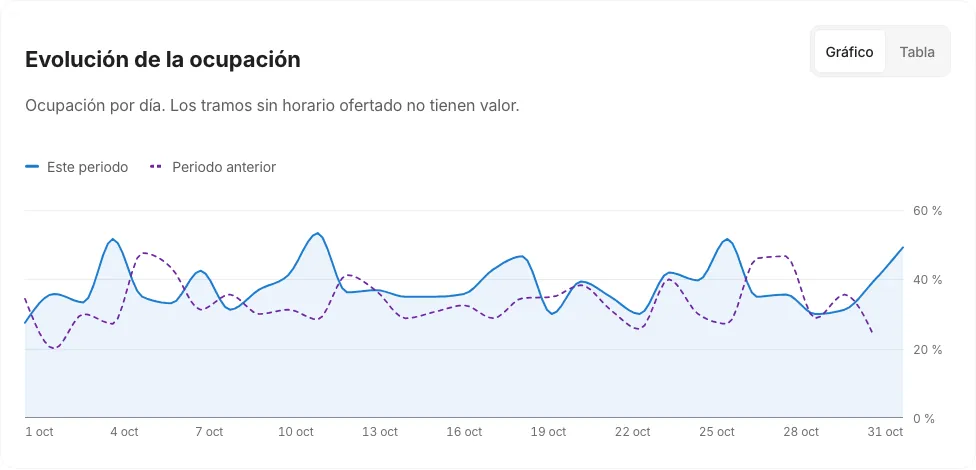 Evolución de la ocupación
Gráfico
Tabla
Ocupación por día. Los tramos sin horario ofertado no tienen valor.
Este periodo
Periodo anterior
60 %
40 %
20 %
0 %
1 oct
4 oct
7 oct
10 oct
13 oct
16 oct
19 oct
22 oct
25 oct
28 oct
31 oct